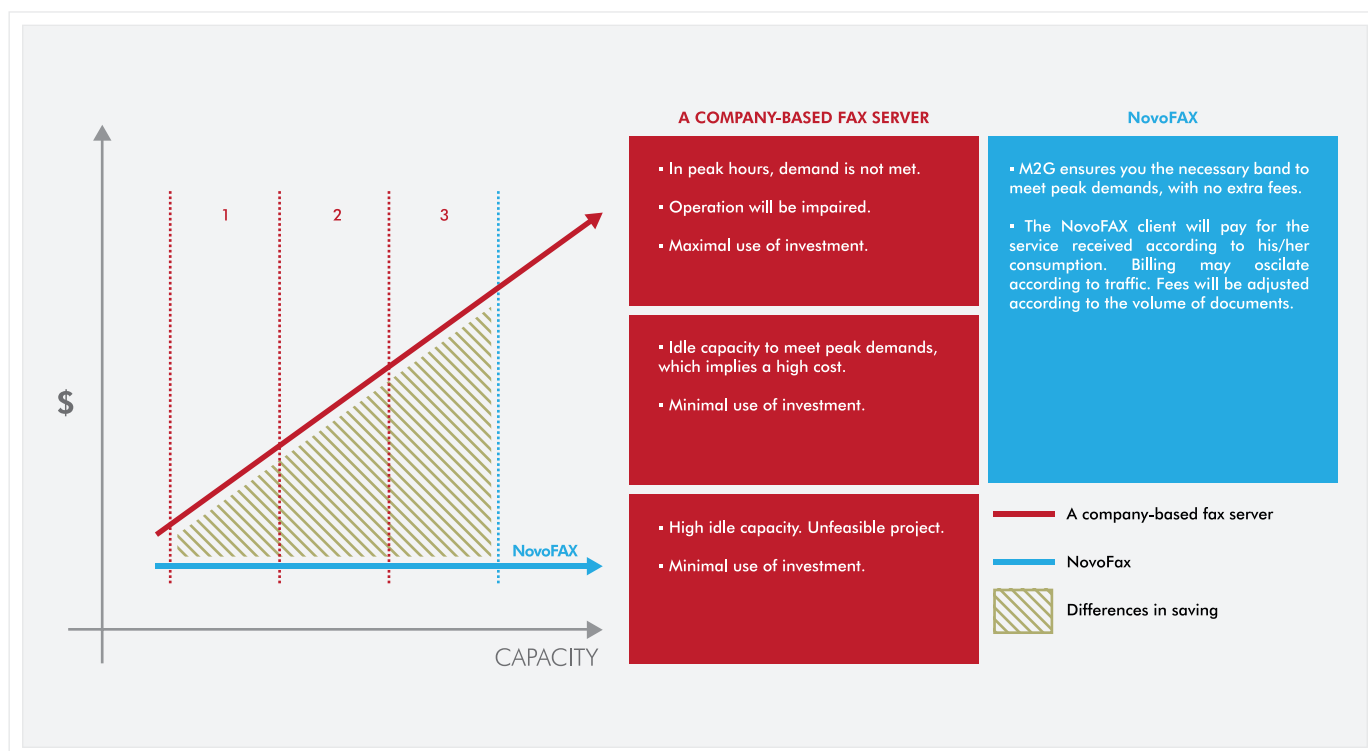 $
1
2
3
NovoFAX
CAPACITY
A COMPANY-BASED FAX SERVER
▪ In peak hours, demand is not met.
▪ Operation will be impaired.
▪ Maximal use of investment.
▪ Idle capacity to meet peak demands,
which implies a high cost.
▪ Minimal use of investment.
▪ High idle capacity. Unfeasible project.
▪ Minimal use of investment.
NovoFAX
▪ M2G ensures you the necessary band to
meet peak demands, with no extra fees.
▪ The NovoFAX client will pay for the
service received according to his/her
consumption. Billing may oscilate
according to traffic. Fees will be adjusted
according to the volume of documents.
A company-based fax server
NovoFax
Differences in saving